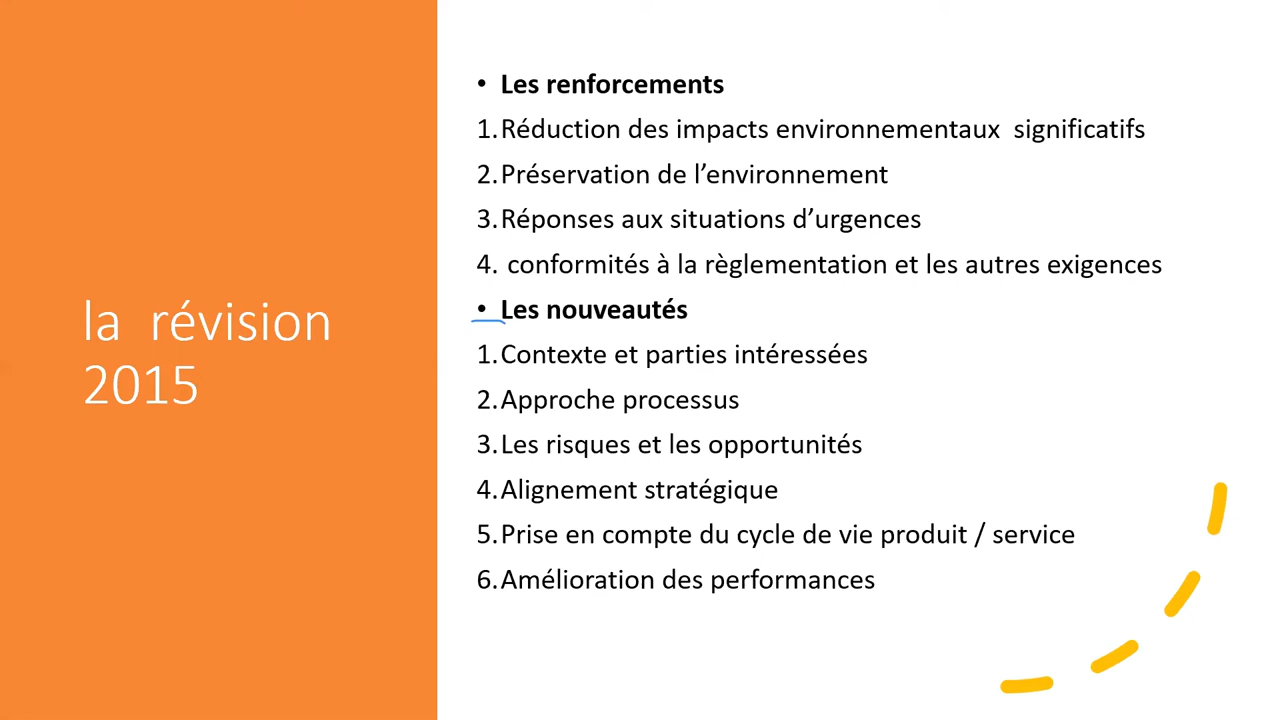 la révision
2015
• Les renforcements
1. Réduction des impacts environnementaux significatifs
2. Préservation de l’environnement
3. Réponses aux situations d’urgences
4. conformités à la règlementation et les autres exigences
• Les nouveautés
1. Contexte et parties intéressées
2. Approche processus
3. Les risques et les opportunités
4. Alignement stratégique
5. Prise en compte du cycle de vie produit / service
6. Amélioration des performances